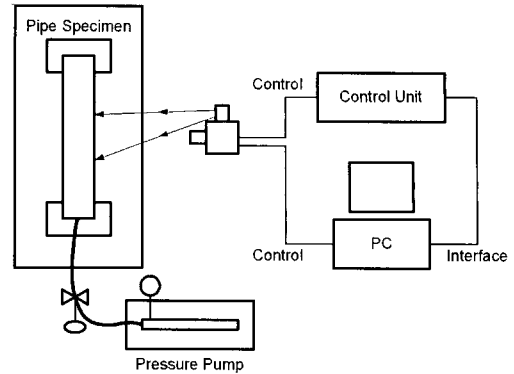 Pipe Specimen
Control
Control Unit
PC
Control
Interface
Pressure Pump